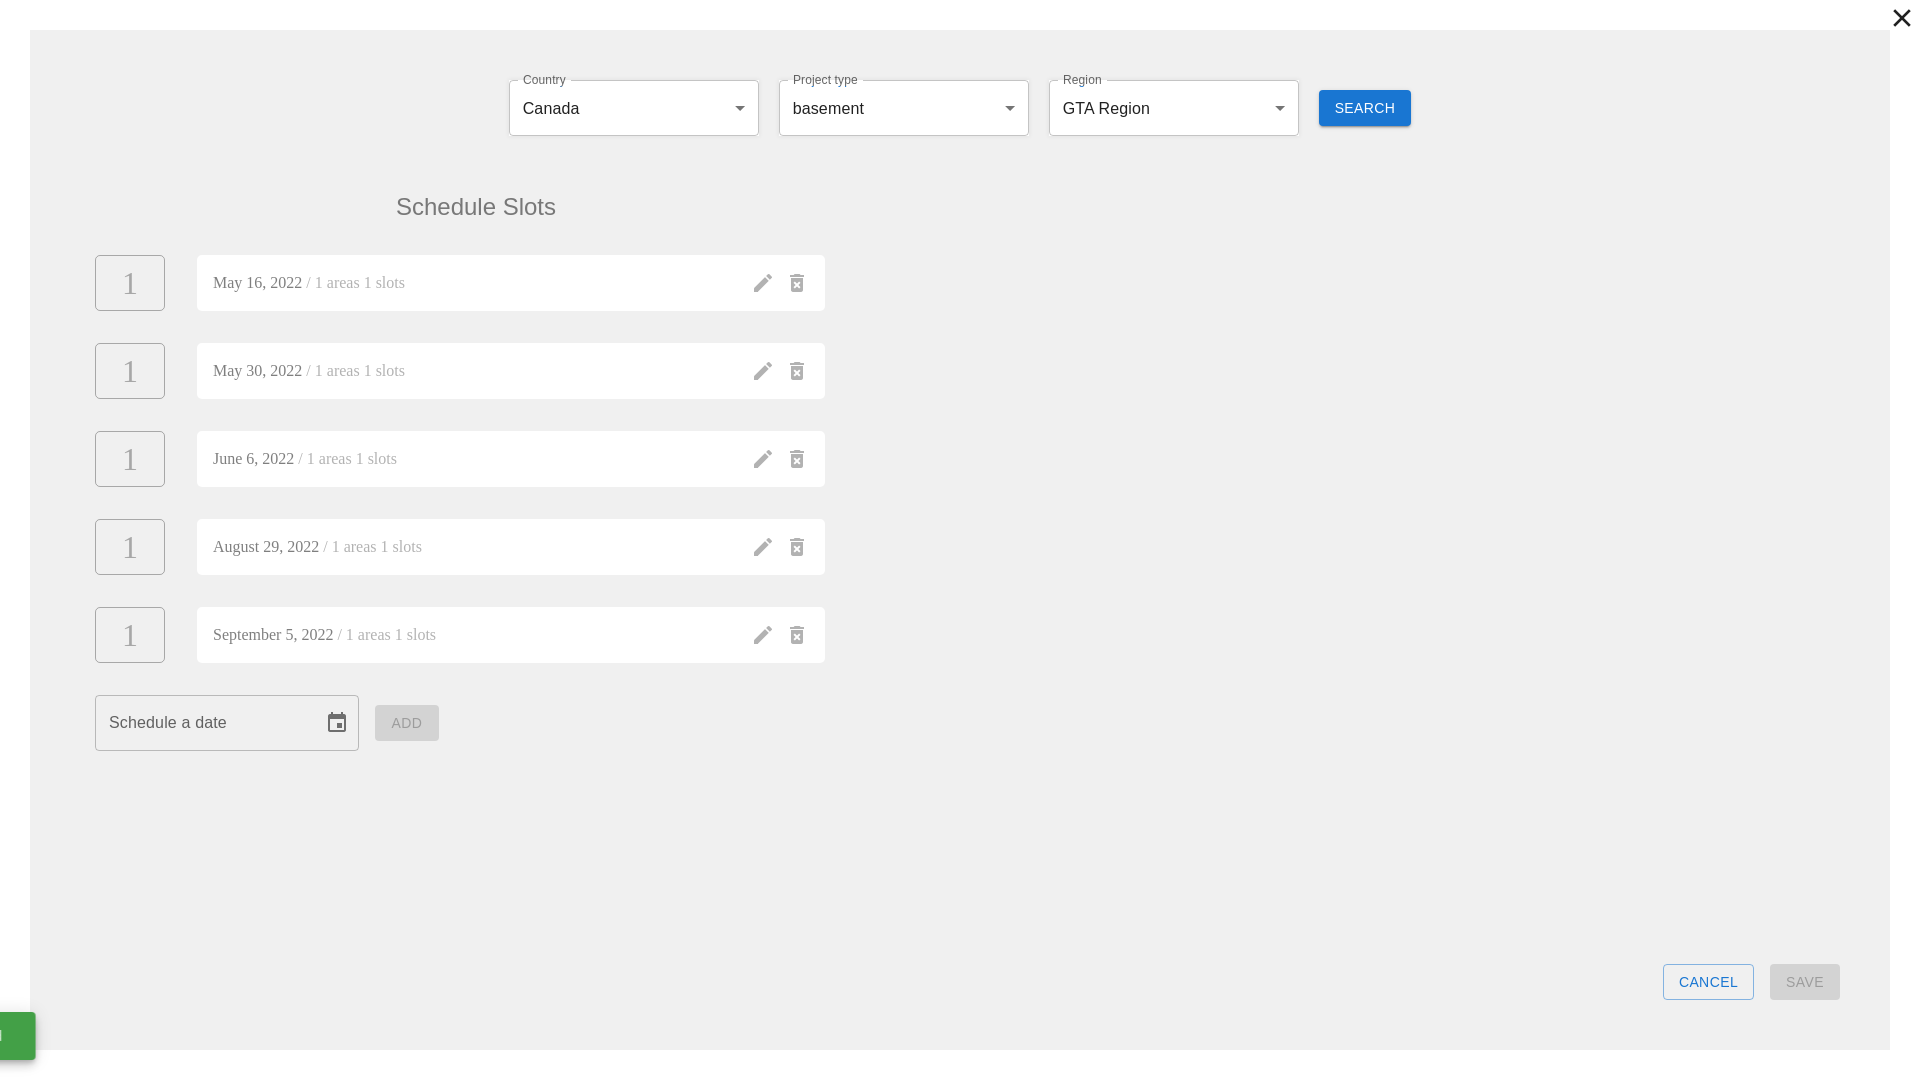 Country
Project type
Region
Canada
basement
GTA Region
SEARCH
Schedule Slots
1
May 16, 2022 / 1 areas 1 slots
1
May 30, 2022 / 1 areas 1 slots
1
June 6, 2022 / 1 areas 1 slots
1
August 29, 2022 / 1 areas 1 slots
1
September 5, 2022 / 1 areas 1 slots
Schedule a date
ADD
CANCEL
SAVE